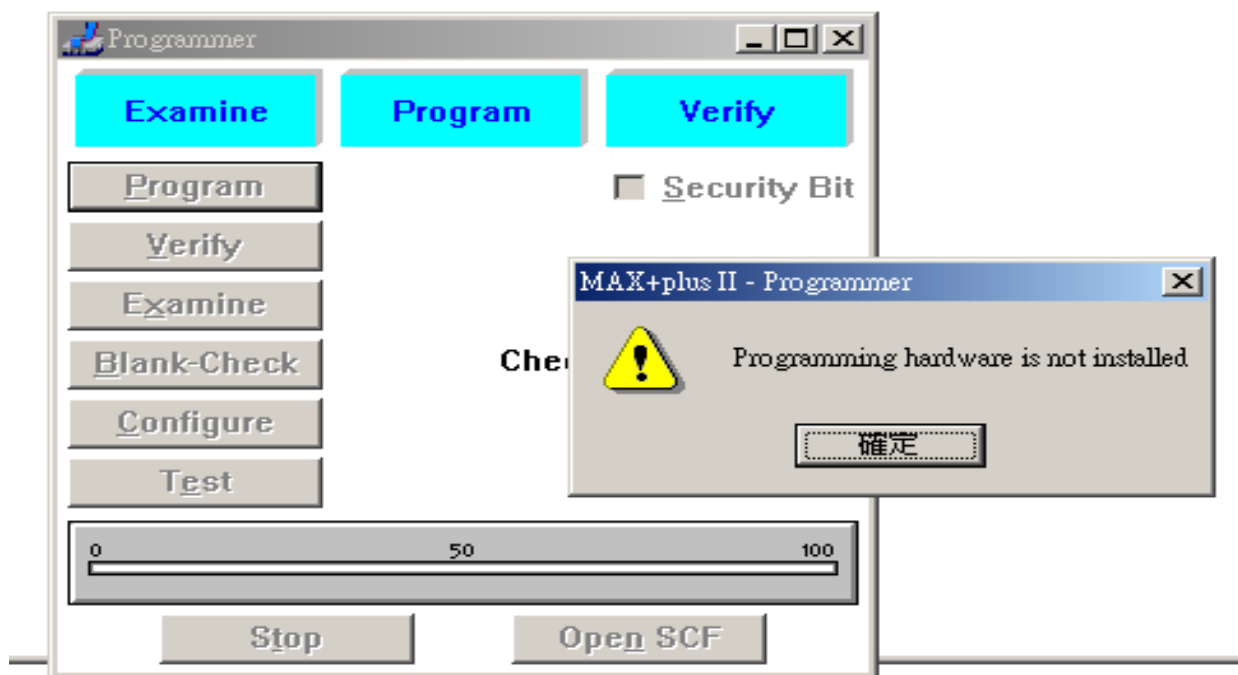 Programmer
Examine Program Verify
Program
Security Bit
Verify
MAX+plus II - Programmer
Examine
Programming hardware is not installed
Blank-Check
Configure
確定
Test
0 50 100
Stop Open SCF